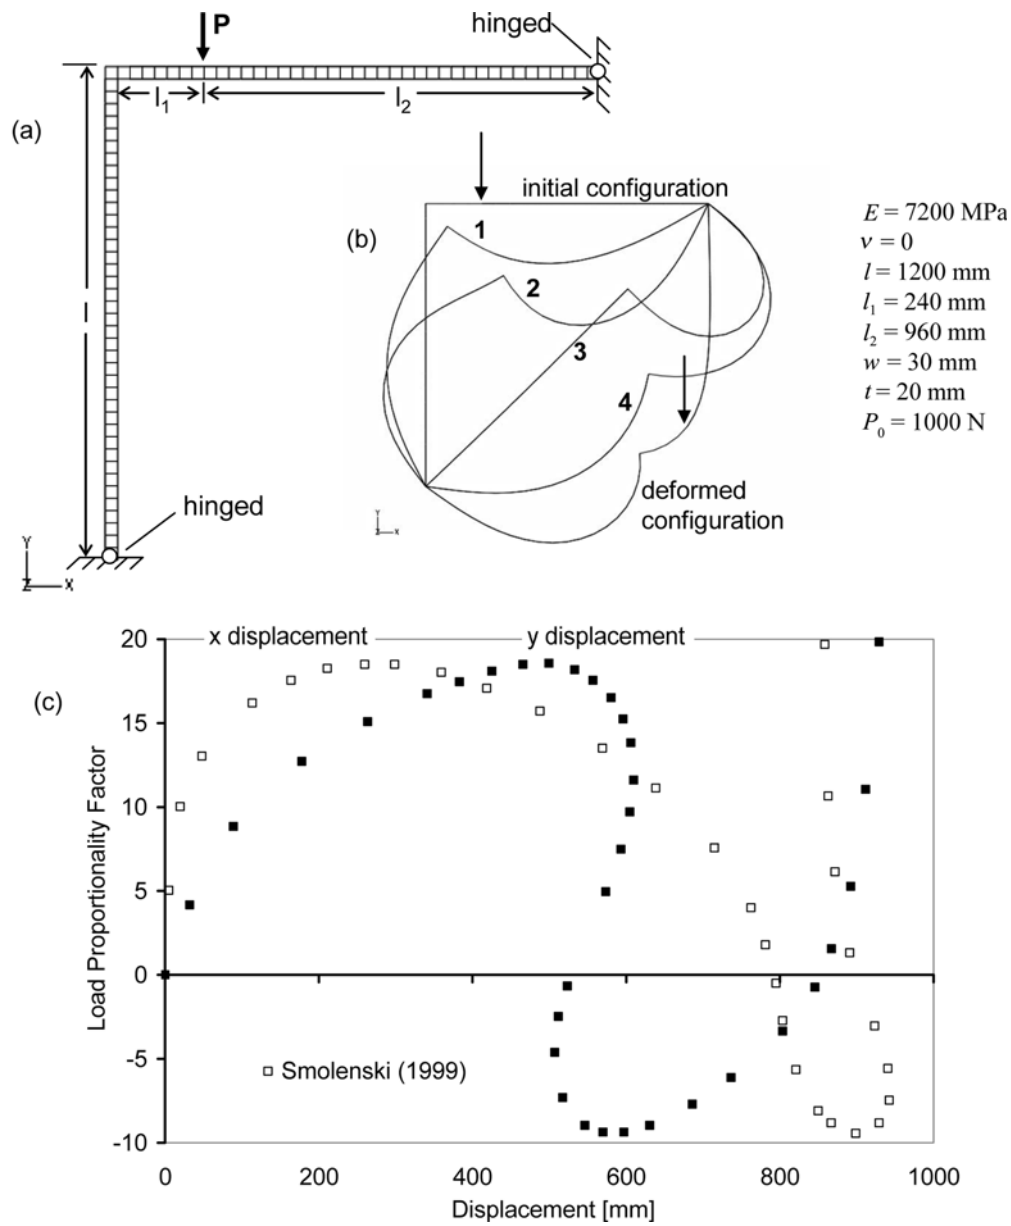 P
hinged
l₁
l₂
(a)
l
hinged
Y
Z X
initial configuration
(b)
1
2
3
4
deformed
configuration
Y
Z X
E = 7200 MPa
ν = 0
l = 1200 mm
l₁ = 240 mm
l₂ = 960 mm
w = 30 mm
t = 20 mm
P₀ = 1000 N
(c)
x displacement
y displacement
Load Proportionality Factor
20
15
10
5
0
-5
-10
Smolenski (1999)
0 200 400 600 800 1000
Displacement [mm]